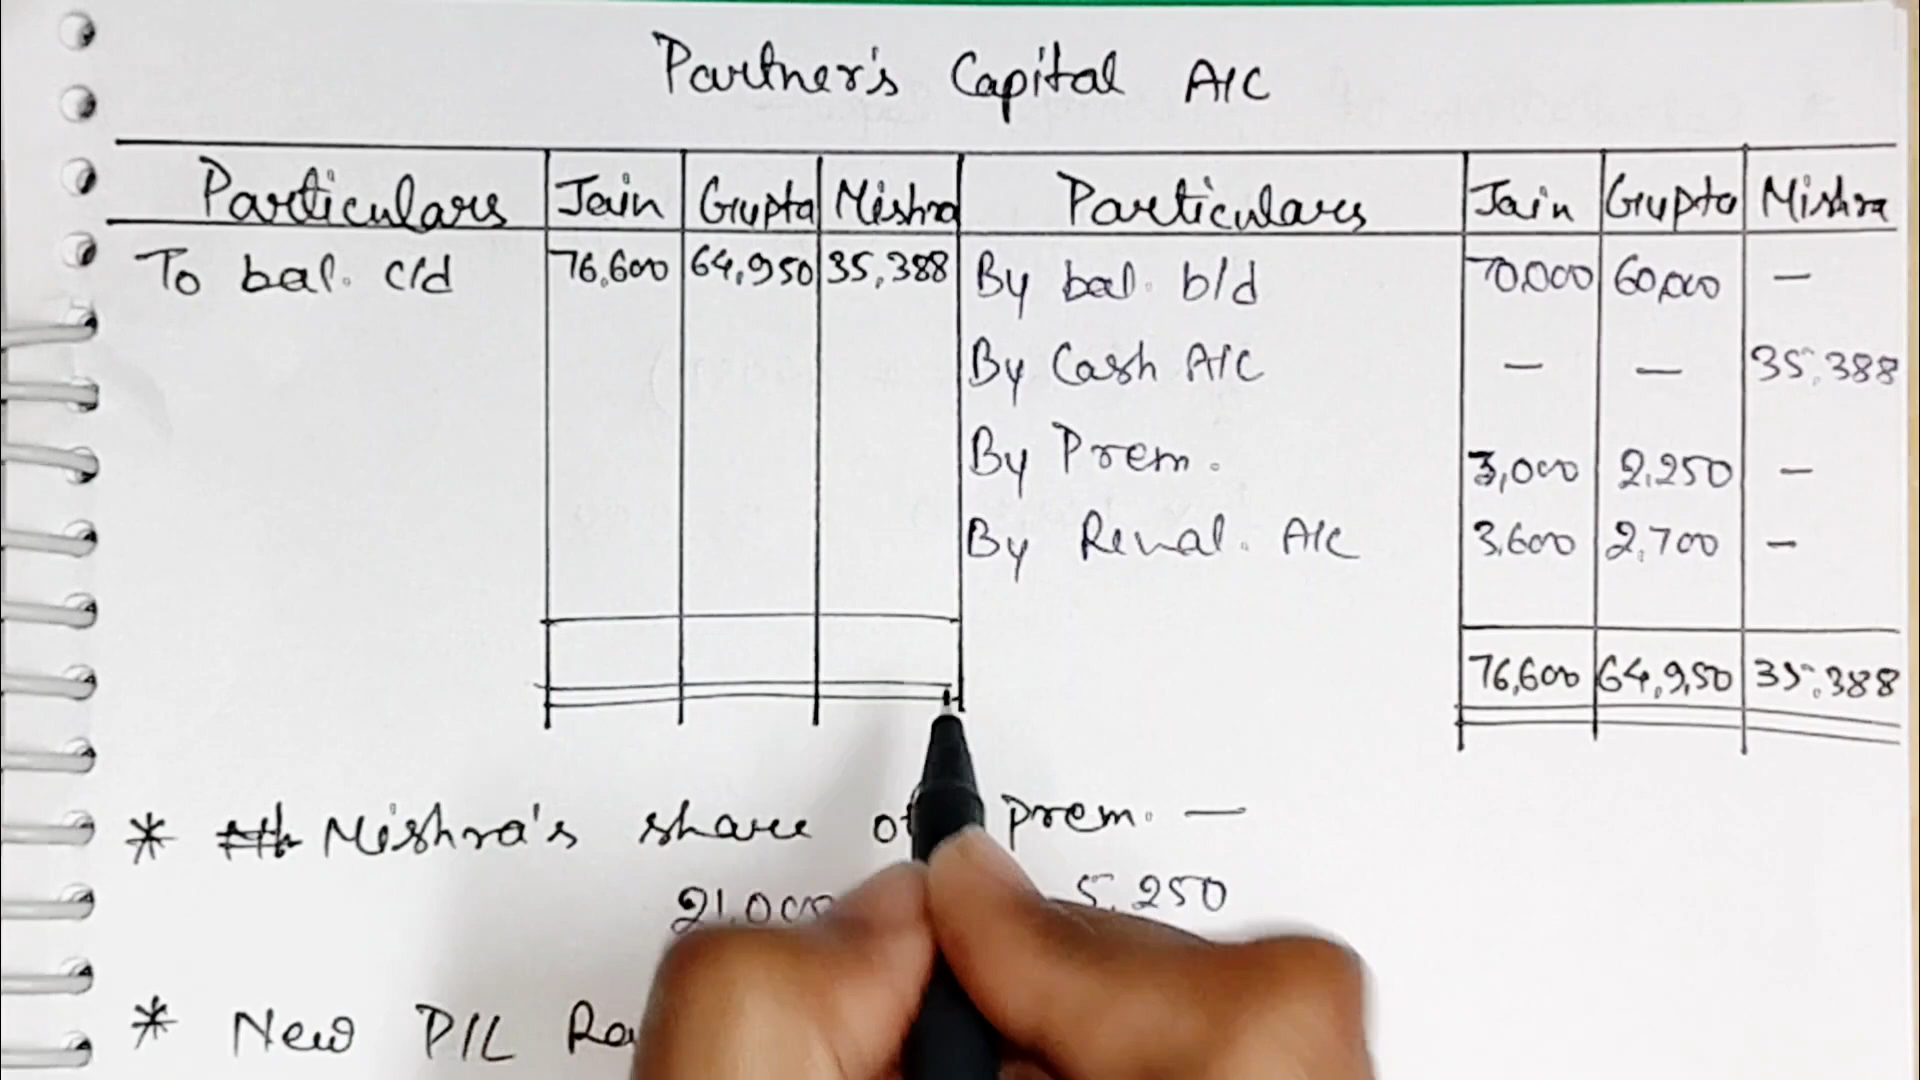 Partner's Capital A/C
Particulars Jain Gupta Mishra Particulars Jain Gupta Mishra
To bal. c/d 76,600 64,950 35,388 By bal. b/d 70,000 60,000 —
By Cash A/C — — 35,388
By Prem. 3,000 2,250 —
By Reval. A/C 3,600 2,700 —
76,600 64,950 35,388
* Mishra's share prem. —
21,000 5,250
* New P/L